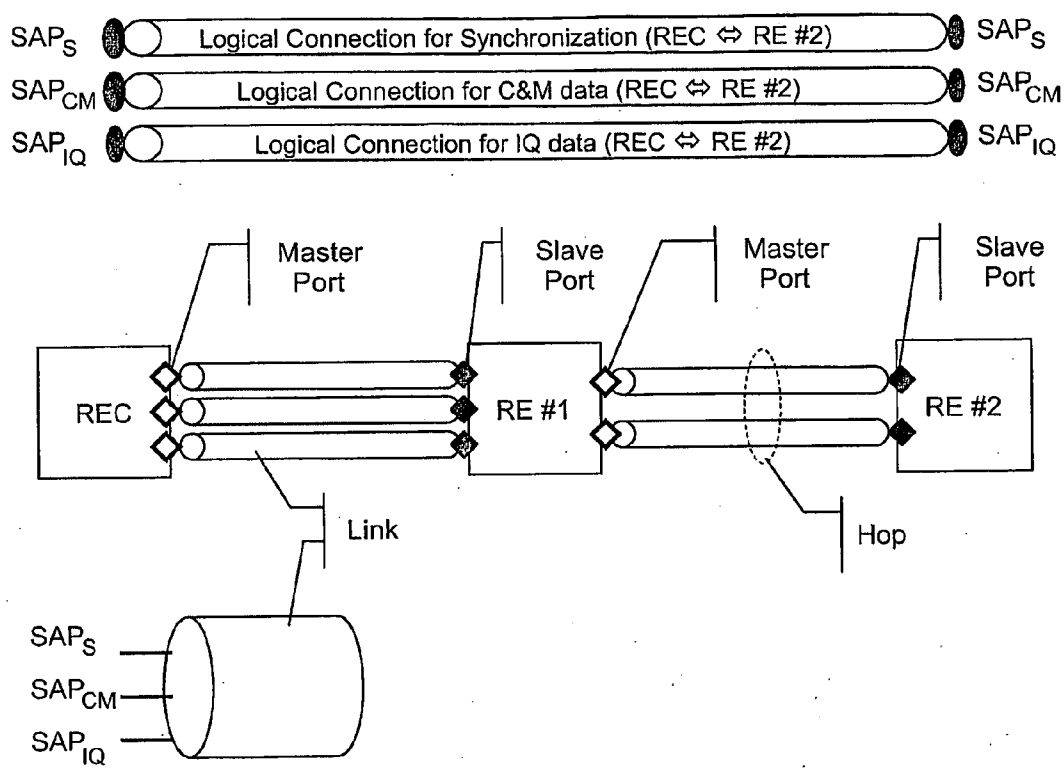 SAPS Logical Connection for Synchronization (REC ⇔ RE #2) SAPS
SAPCM Logical Connection for C&M data (REC ⇔ RE #2) SAPCM
SAPIQ Logical Connection for IQ data (REC ⇔ RE #2) SAPIQ
Master
Port
Slave
Port
Master
Port
Slave
Port
REC
RE #1
RE #2
Link
Hop
SAPS
SAPCM
SAPIQ